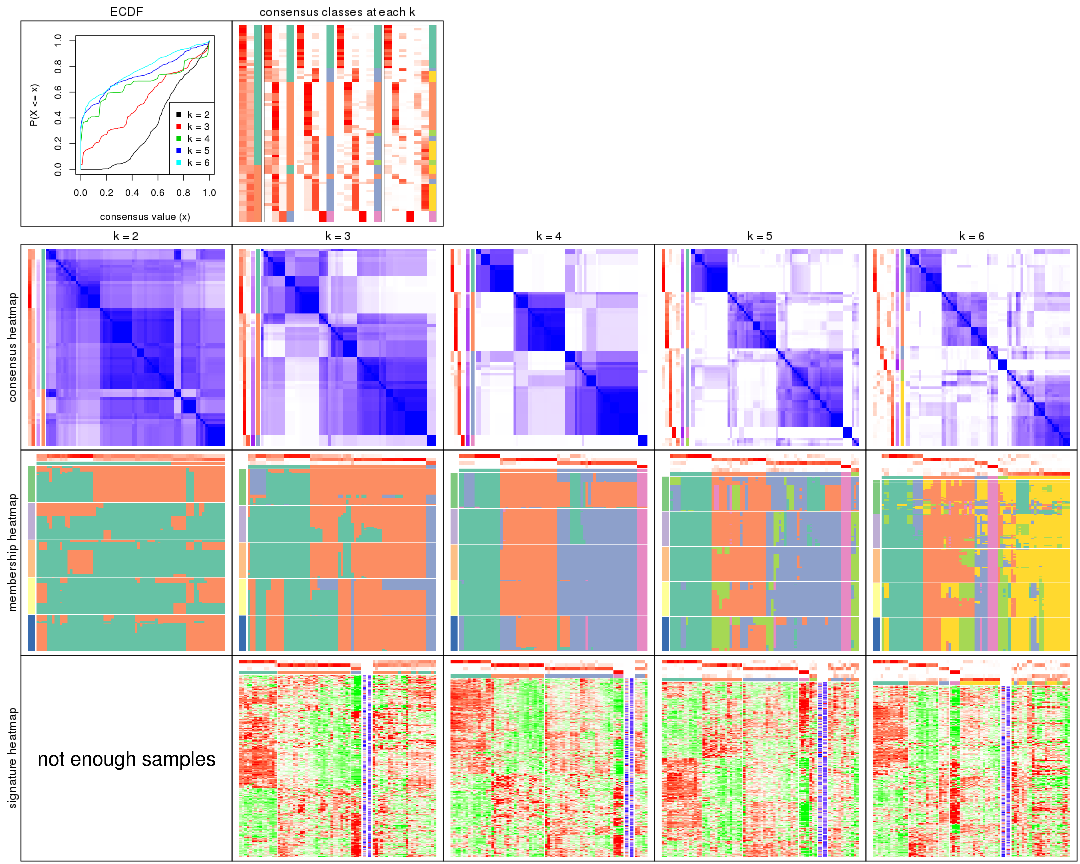 ECDF
consensus classes at each k
P(X <= x)
0.0 0.2 0.4 0.6 0.8 1.0
k = 2
k = 3
k = 4
k = 5
k = 6
0.0 0.2 0.4 0.6 0.8 1.0
consensus value (x)
k = 2 k = 3 k = 4 k = 5 k = 6
consensus heatmap
membership heatmap
signature heatmap
not enough samples